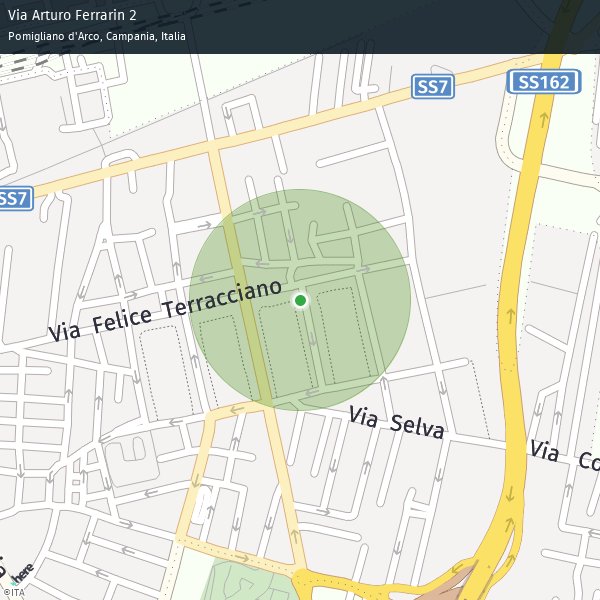 Via Arturo Ferrarin 2
Pomigliano d'Arco, Campania, Italia
SS162
SS7
SS7
Via Felice Terracciano
Via Selva
Via Co
here
©ITA